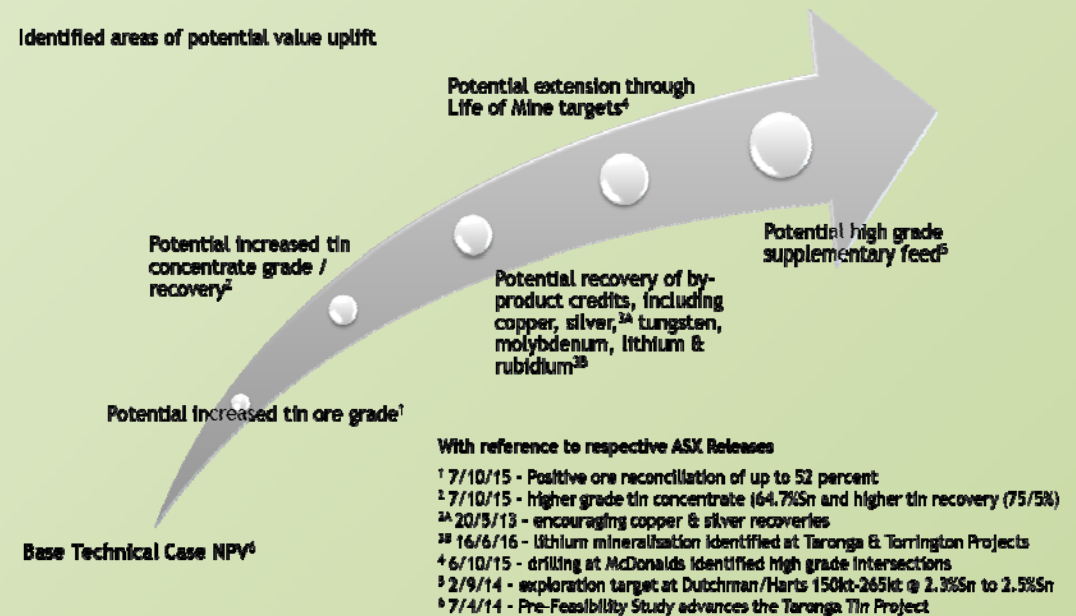 Identified areas of potential value uplift
Potential extension through
Life of Mine targets⁴
Potential high grade
supplementary feed⁵
Potential increased tin
concentrate grade /
recovery²
Potential recovery of by-
product credits, including
copper, silver,³ᴬ tungsten,
molybdenum, lithium &
rubidium³ᴮ
Potential increased tin ore grade¹
Base Technical Case NPV⁶
With reference to respective ASX Releases
¹ 7/10/15 - Positive ore reconciliation of up to 52 percent
² 7/10/15 - higher grade tin concentrate (64.7%Sn and higher tin recovery (75/5%)
³ᴬ 20/5/13 - encouraging copper & silver recoveries
³ᴮ 16/6/16 - lithium mineralisation identified at Taronga & Torrington Projects
⁴ 6/10/15 - drilling at McDonalds identified high grade intersections
⁵ 2/9/14 - exploration target at Dutchman/Harts 150kt-265kt @ 2.3%Sn to 2.5%Sn
⁶ 7/4/14 - Pre-Feasibility Study advances the Taronga Tin Project